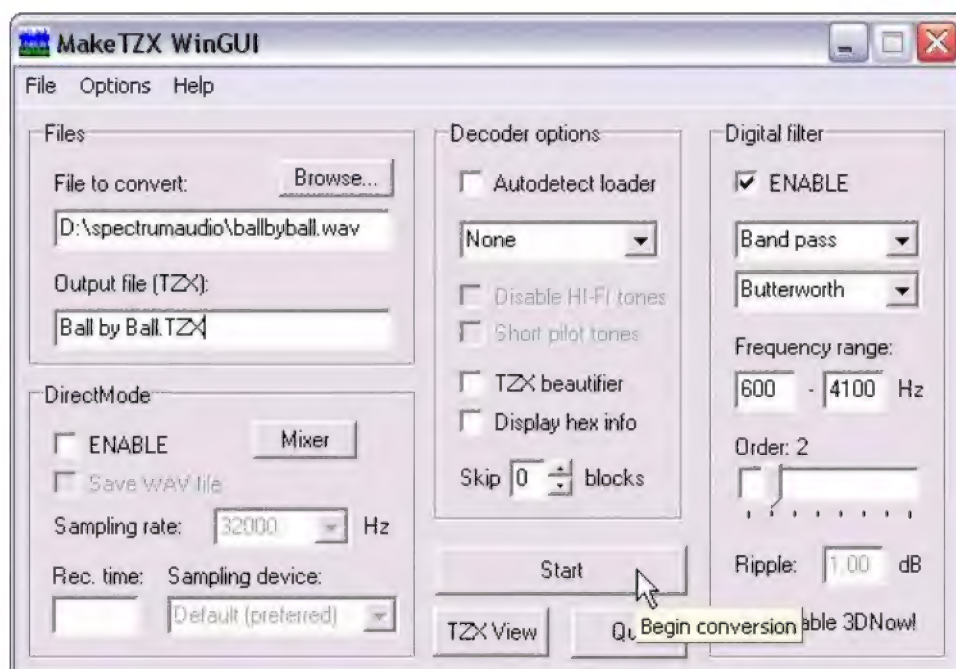 MakeTZX WinGUI
File Options Help
Files
File to convert:
Browse...
D:\spectrumaudio\ballbyball.wav
Output file (TZX):
Ball by Ball.TZX
DirectMode
ENABLE
Mixer
Save WAV file
Sampling rate: 32000 Hz
Rec. time: Sampling device:
Default (preferred)
Decoder options
Autodetect loader
None
Disable HI-FI tones
Short pilot tones
TZX beautifier
Display hex info
Skip 0 blocks
Start
TZX View
Begin conversion
Digital filter
ENABLE
Band pass
Butterworth
Frequency range:
600 - 4100 Hz
Order: 2
Ripple: 1.00 dB
able 3DNow!